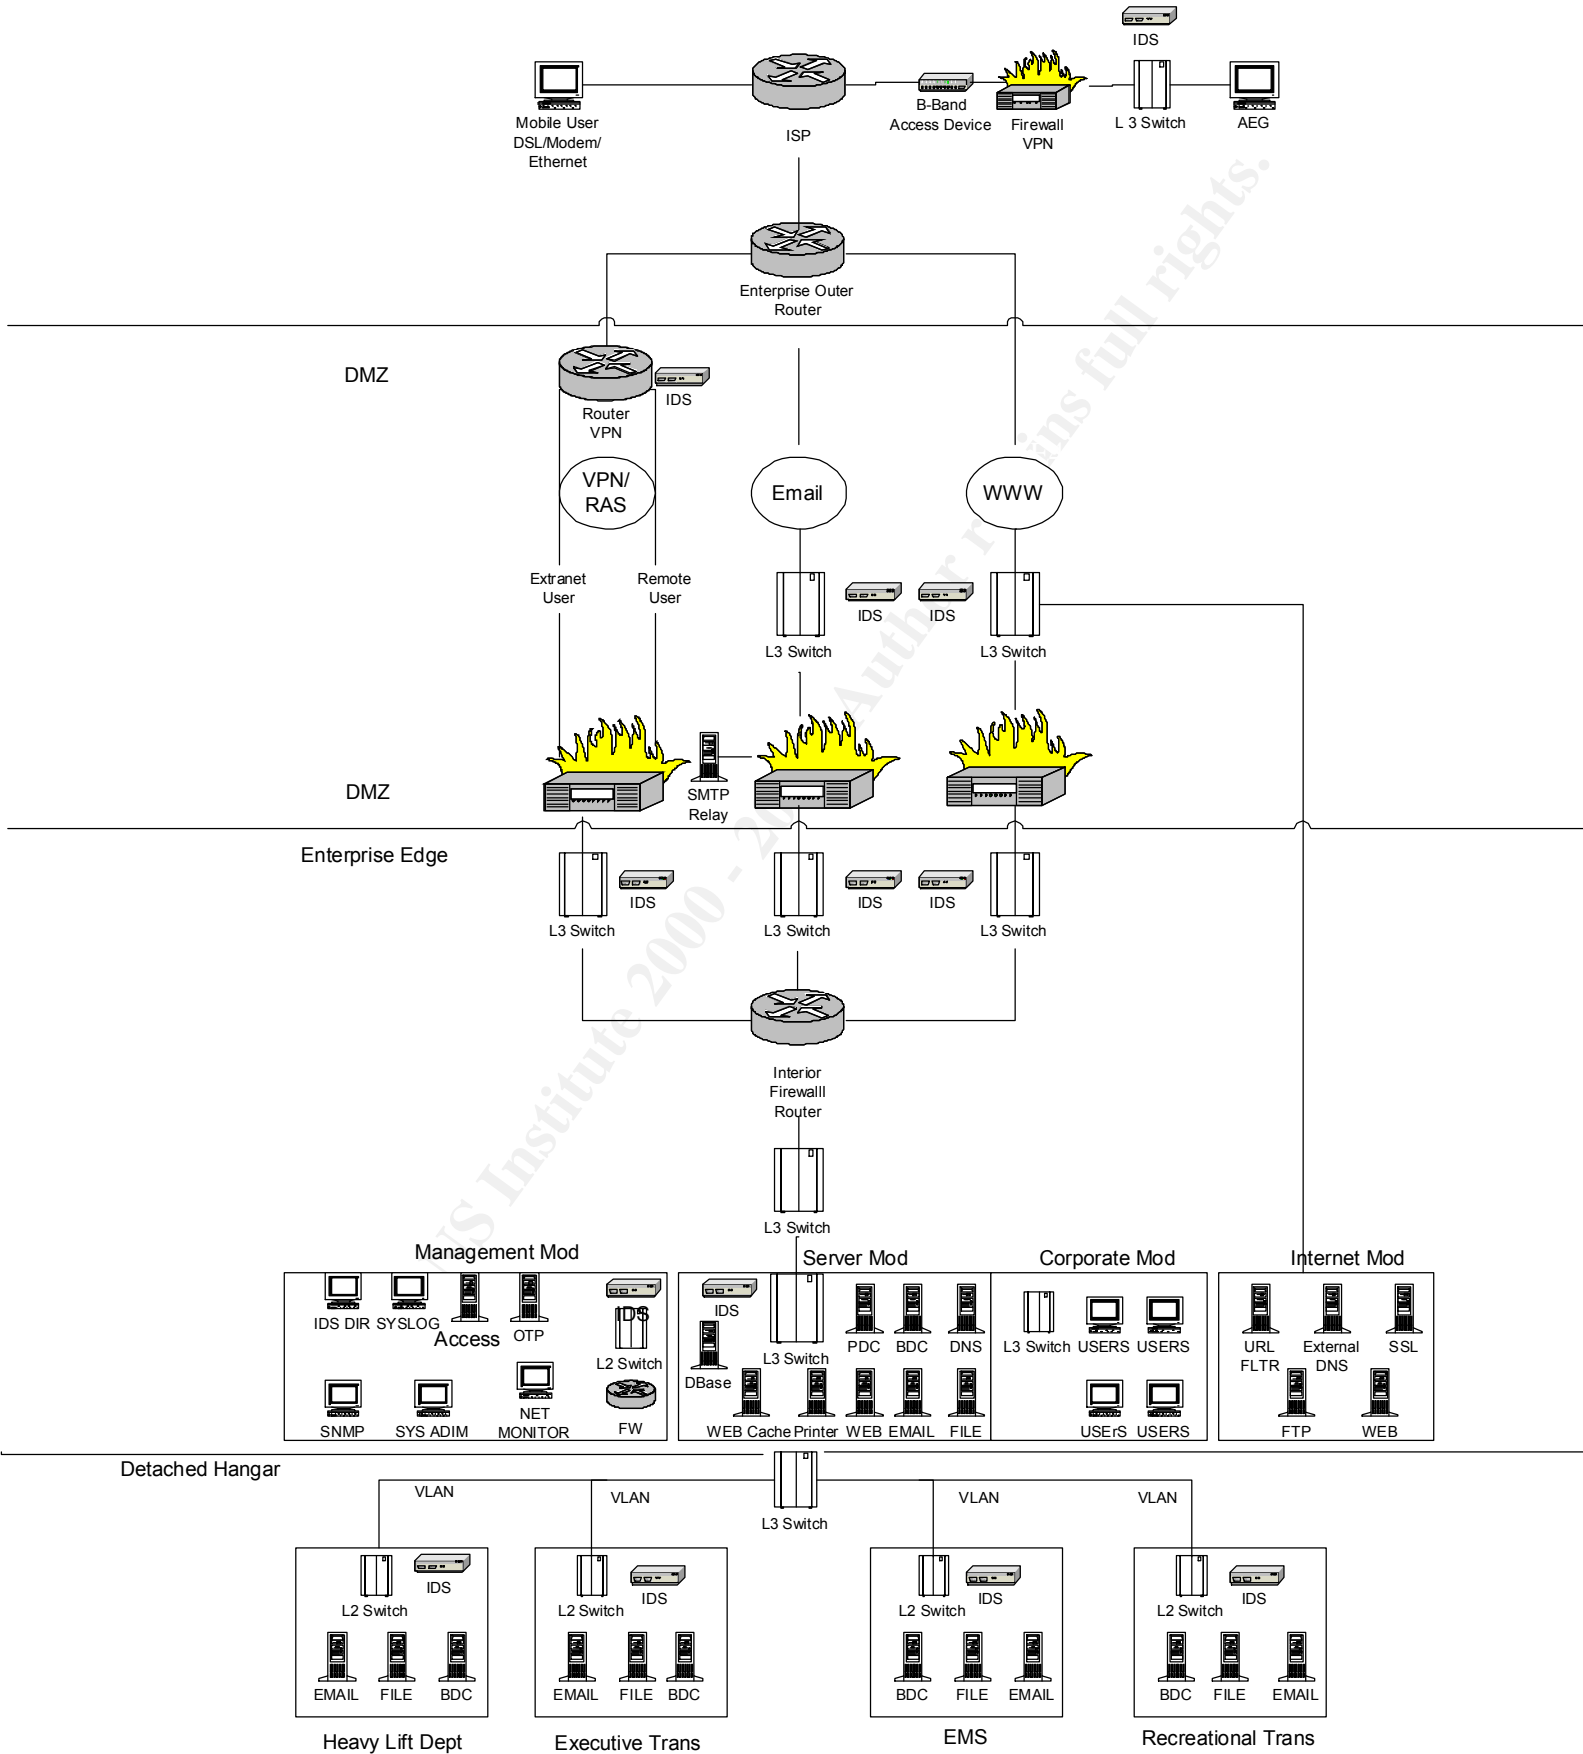 IDS
Mobile User
DSL/Modem/
Ethernet
ISP
B-Band
Access Device
Firewall
VPN
L 3 Switch
AEG
Enterprise Outer
Router
DMZ
Router
VPN
IDS
VPN/
RAS
Email
WWW
Extranet
User
Remote
User
IDS
IDS
L3 Switch
L3 Switch
DMZ
SMTP
Relay
Enterprise Edge
IDS
IDS
IDS
L3 Switch
L3 Switch
L3 Switch
Interior
Firewalll
Router
L3 Switch
Management Mod
IDS DIR
SYSLOG
Access
OTP
IDS
L2 Switch
SNMP
SYS ADIM
NET
MONITOR
FW
Server Mod
IDS
L3 Switch
PDC
BDC
DNS
DBase
WEB Cache
Printer
WEB
EMAIL
FILE
Corporate Mod
L3 Switch
USERS
USERS
USErS
USERS
Internet Mod
URL
FLTR
External
DNS
SSL
FTP
WEB
Detached Hangar
VLAN
VLAN
L3 Switch
VLAN
VLAN
L2 Switch
IDS
EMAIL
FILE
BDC
Heavy Lift Dept
L2 Switch
IDS
EMAIL
FILE
BDC
Executive Trans
L2 Switch
IDS
BDC
FILE
EMAIL
EMS
L2 Switch
IDS
BDC
FILE
EMAIL
Recreational Trans
Institute 2000 - 20 Author full rights.